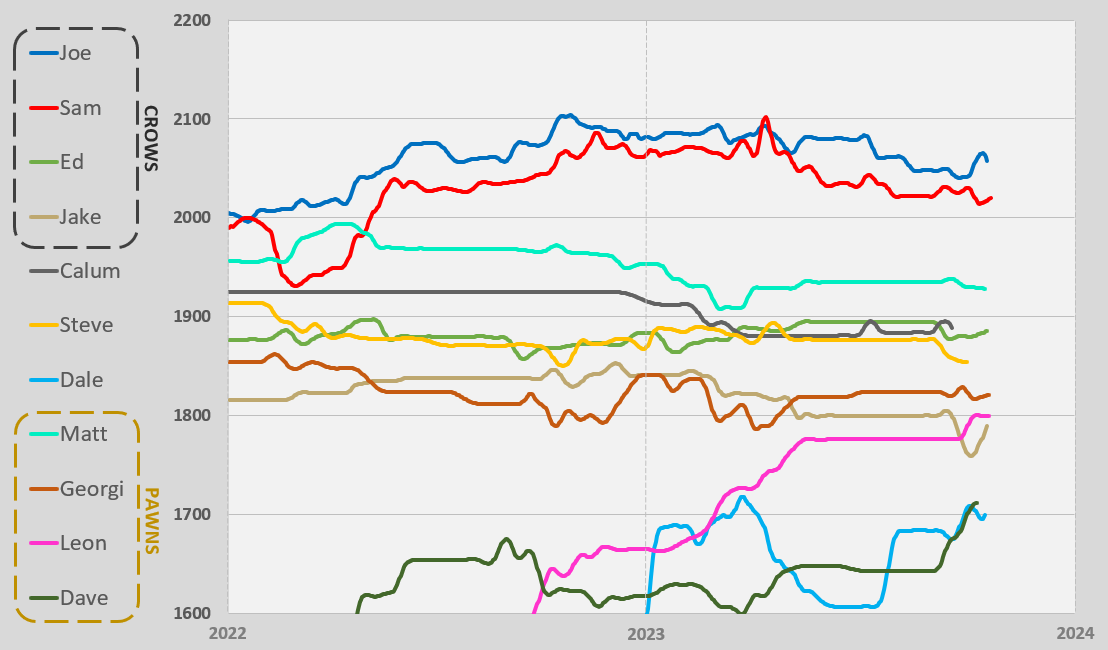 Joe
Sam
Ed
Jake
CROWS
Calum
Steve
Dale
Matt
Georgi
Leon
Dave
PAWNS
2200
2100
2000
1900
1800
1700
1600
2022
2023
2024